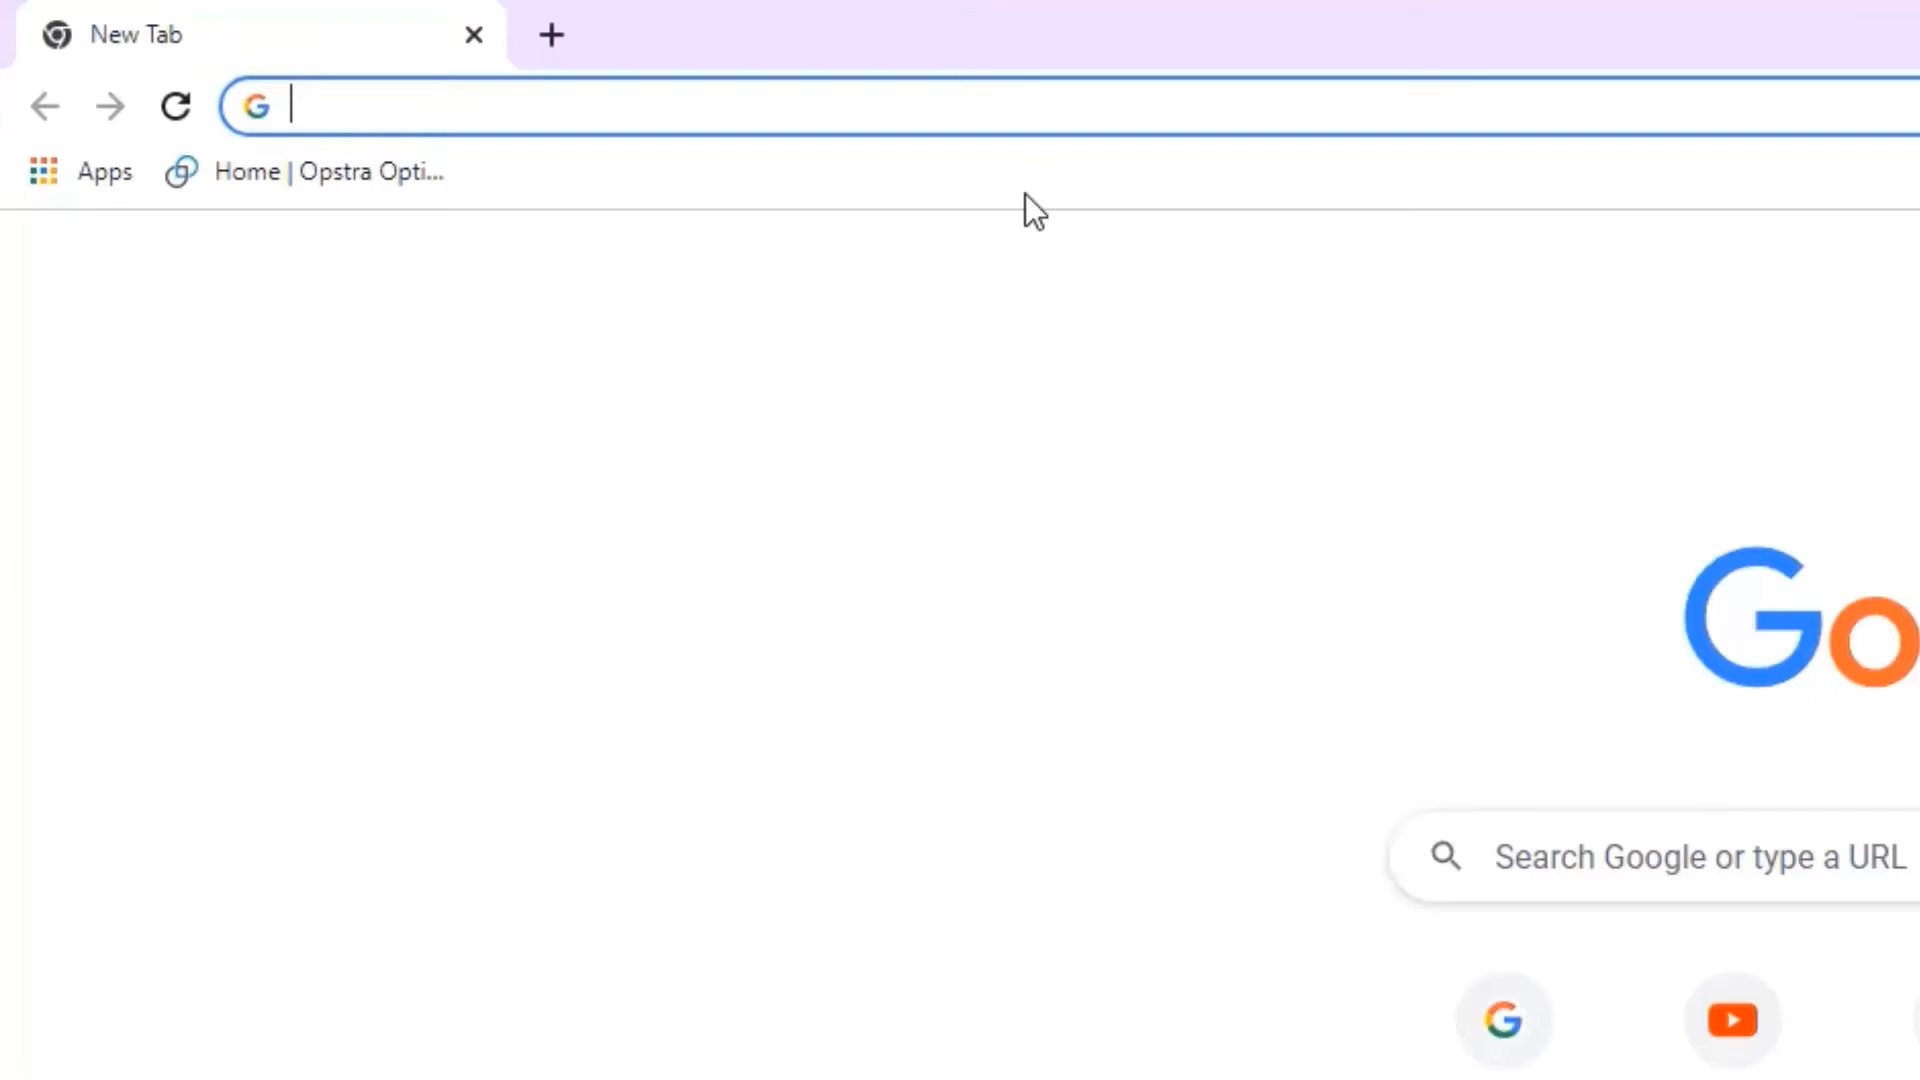 New Tab
Apps
Home | Opstra Opti...
Go
Search Google or type a URL